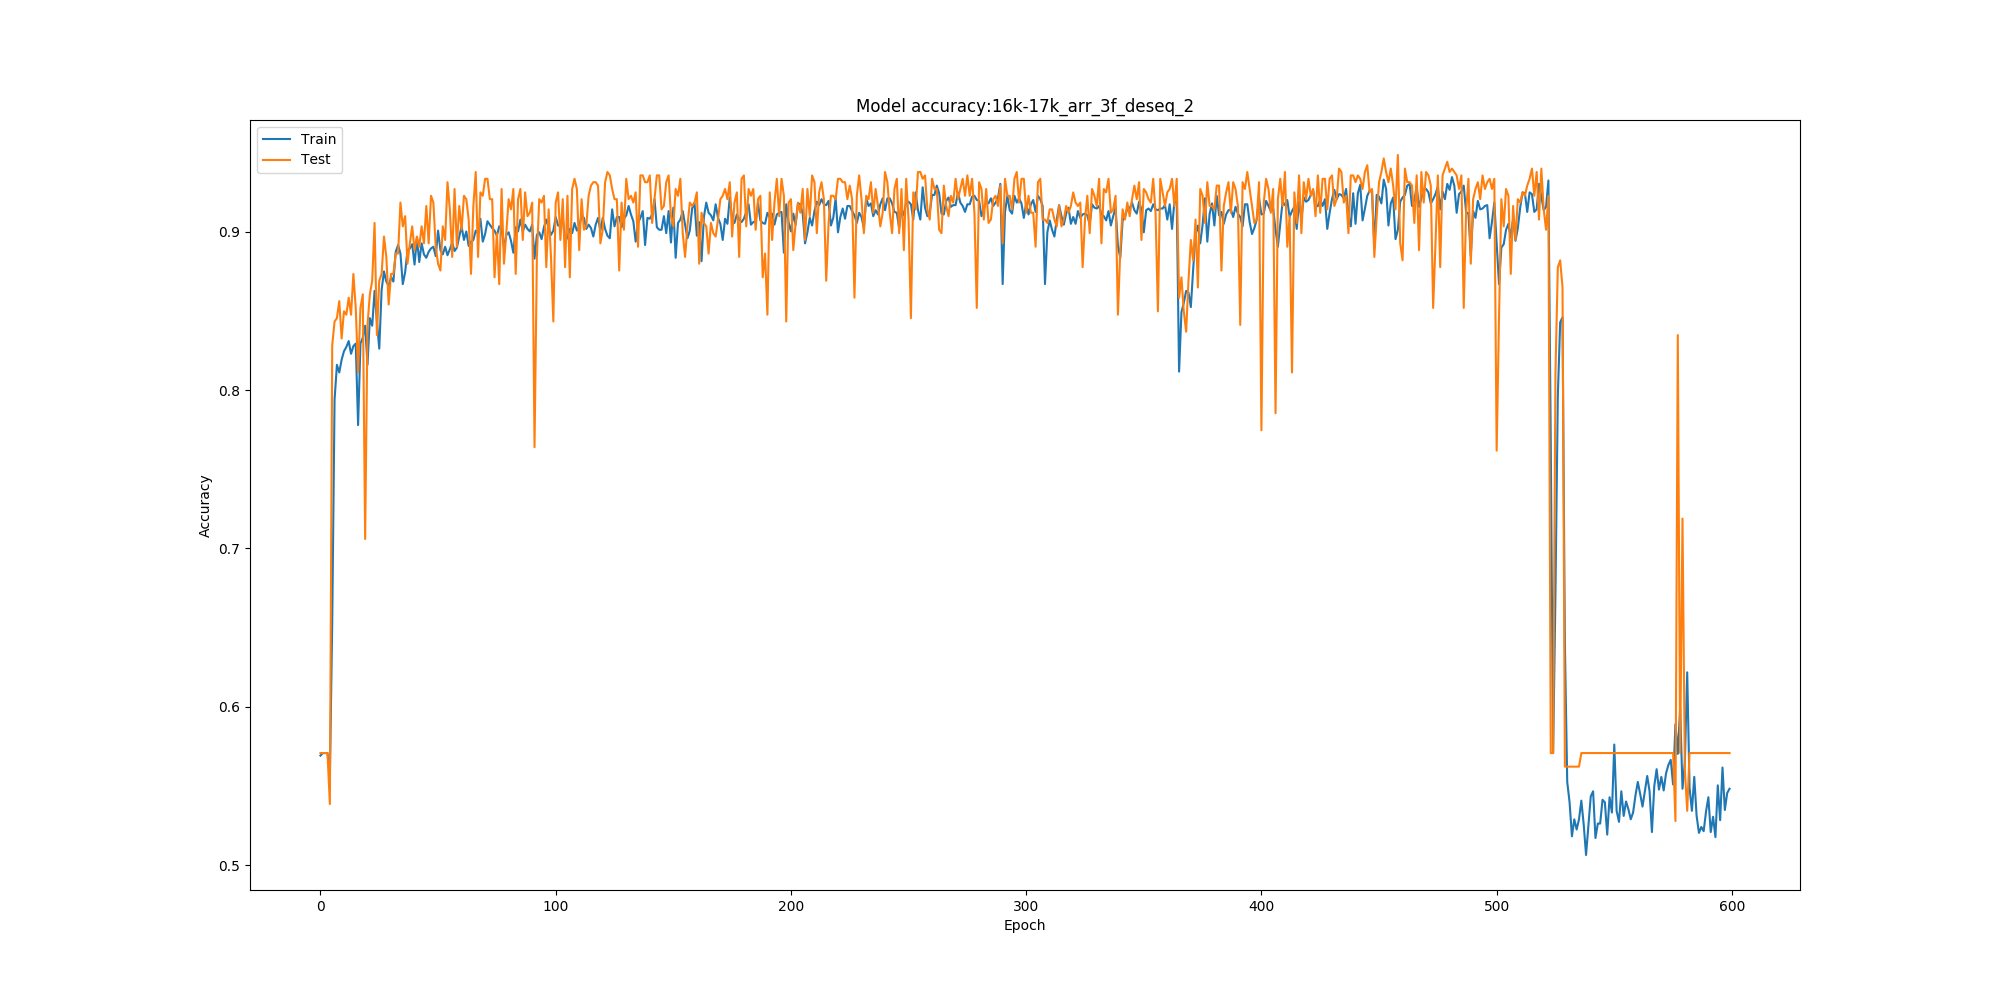 Model accuracy:16k-17k_arr_3f_deseq_2
Train
Test
Accuracy
0.9
0.8
0.7
0.6
0.5
0 100 200 300 400 500 600
Epoch